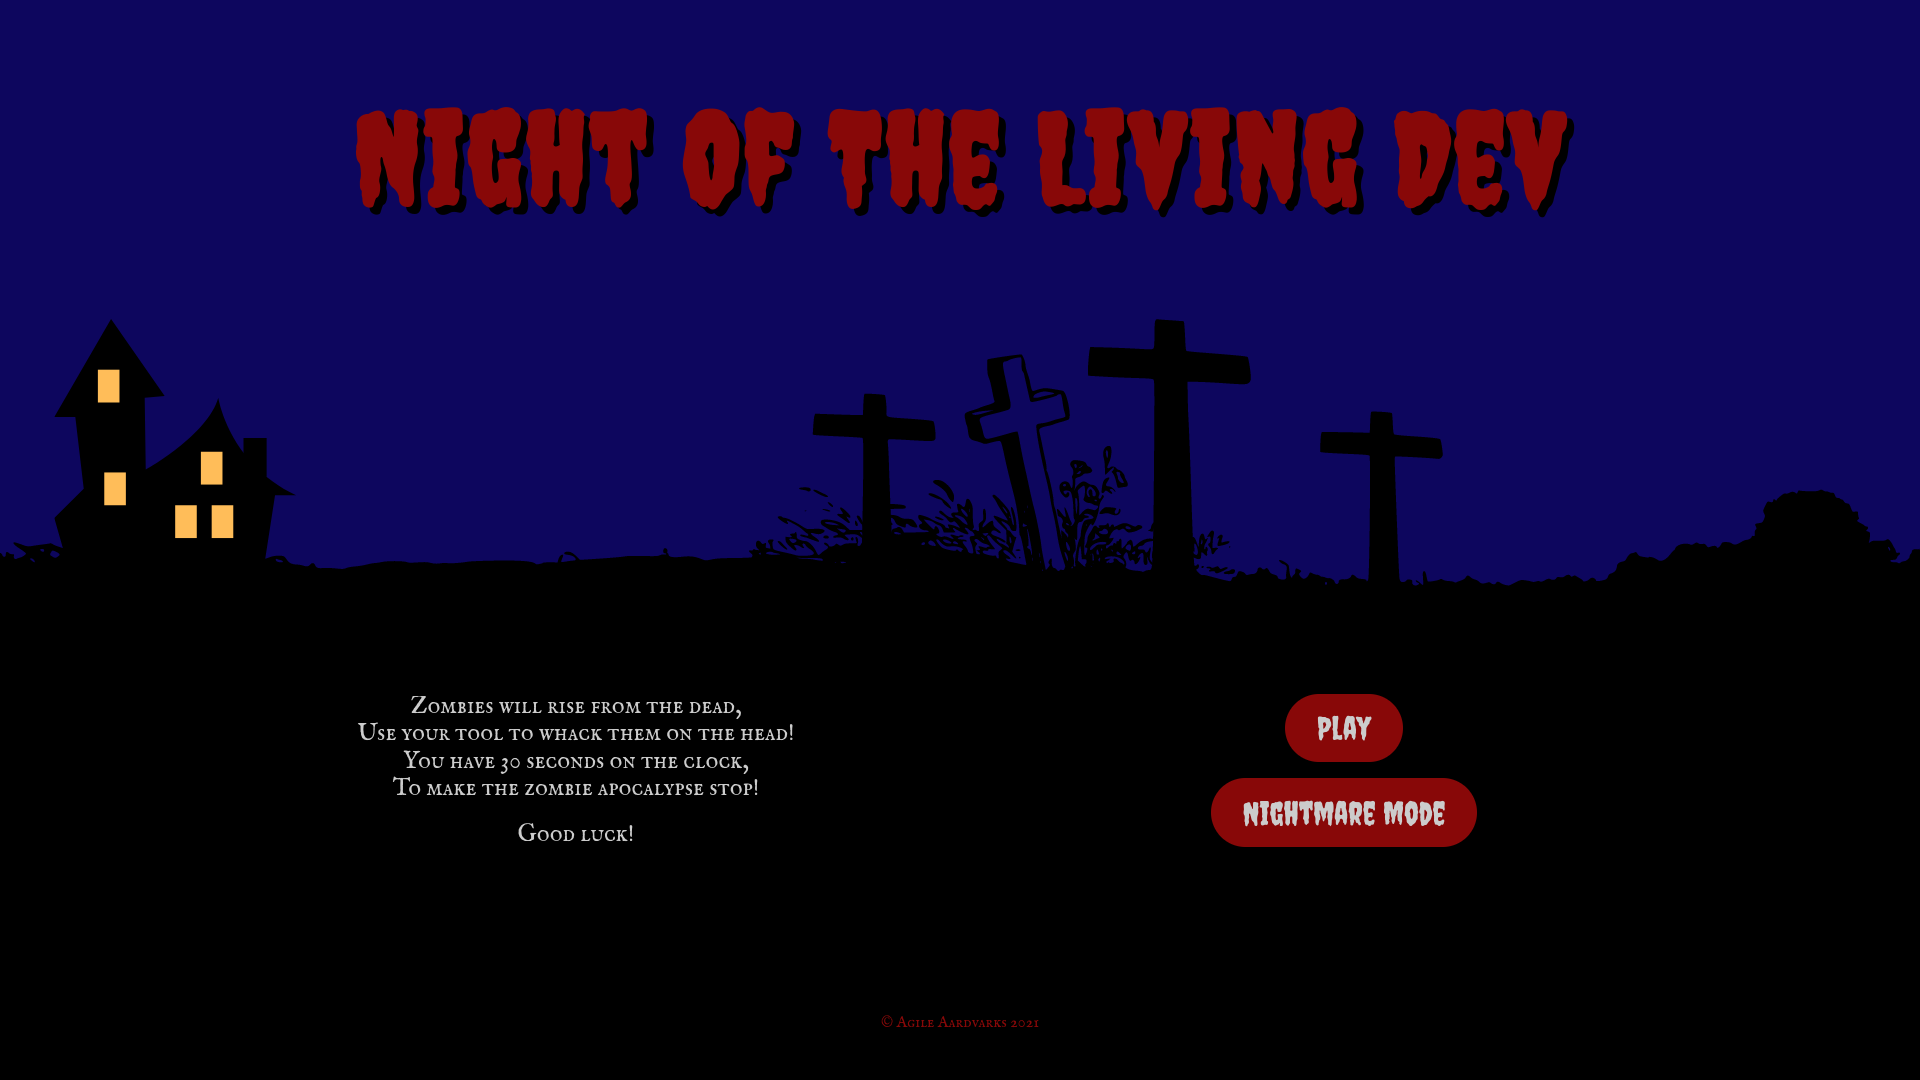 NIGHT OF THE LIVING DEV
Zombies will rise from the dead,
Use your tool to whack them on the head!
You have 30 seconds on the clock,
To make the zombie apocalypse stop!
Good luck!
PLAY
NIGHTMARE MODE
© Agile Aardvarks 2021